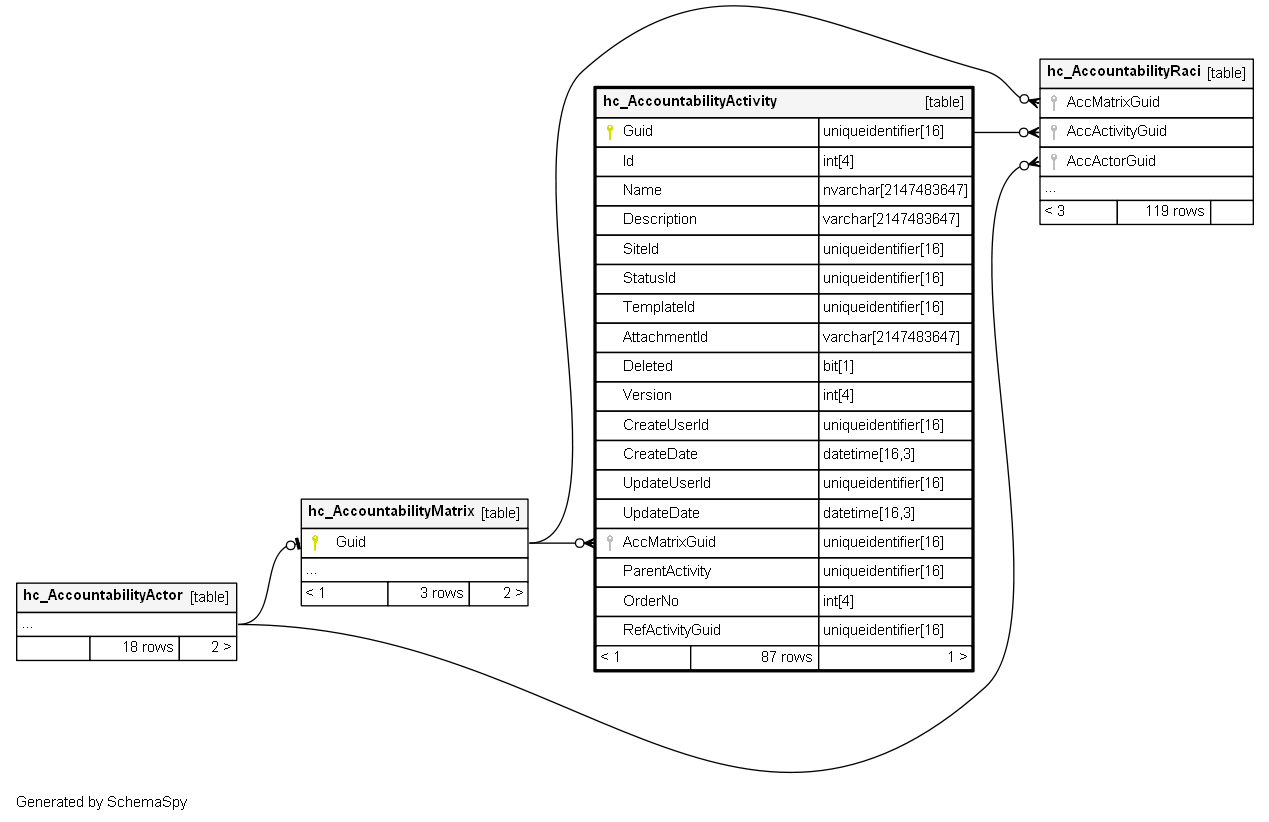 hc_AccountabilityRaci [table]
AccMatrixGuid
AccActivityGuid
AccActorGuid
...
< 3 119 rows
hc_AccountabilityActivity [table]
Guid uniqueidentifier[16]
Id int[4]
Name nvarchar[2147483647]
Description varchar[2147483647]
SiteId uniqueidentifier[16]
StatusId uniqueidentifier[16]
TemplateId uniqueidentifier[16]
AttachmentId varchar[2147483647]
Deleted bit[1]
Version int[4]
CreateUserId uniqueidentifier[16]
CreateDate datetime[16,3]
UpdateUserId uniqueidentifier[16]
UpdateDate datetime[16,3]
AccMatrixGuid uniqueidentifier[16]
ParentActivity uniqueidentifier[16]
OrderNo int[4]
RefActivityGuid uniqueidentifier[16]
< 1 87 rows 1 >
hc_AccountabilityMatrix [table]
Guid
...
< 1 3 rows 2 >
hc_AccountabilityActor [table]
...
18 rows 2 >
Generated by SchemaSpy